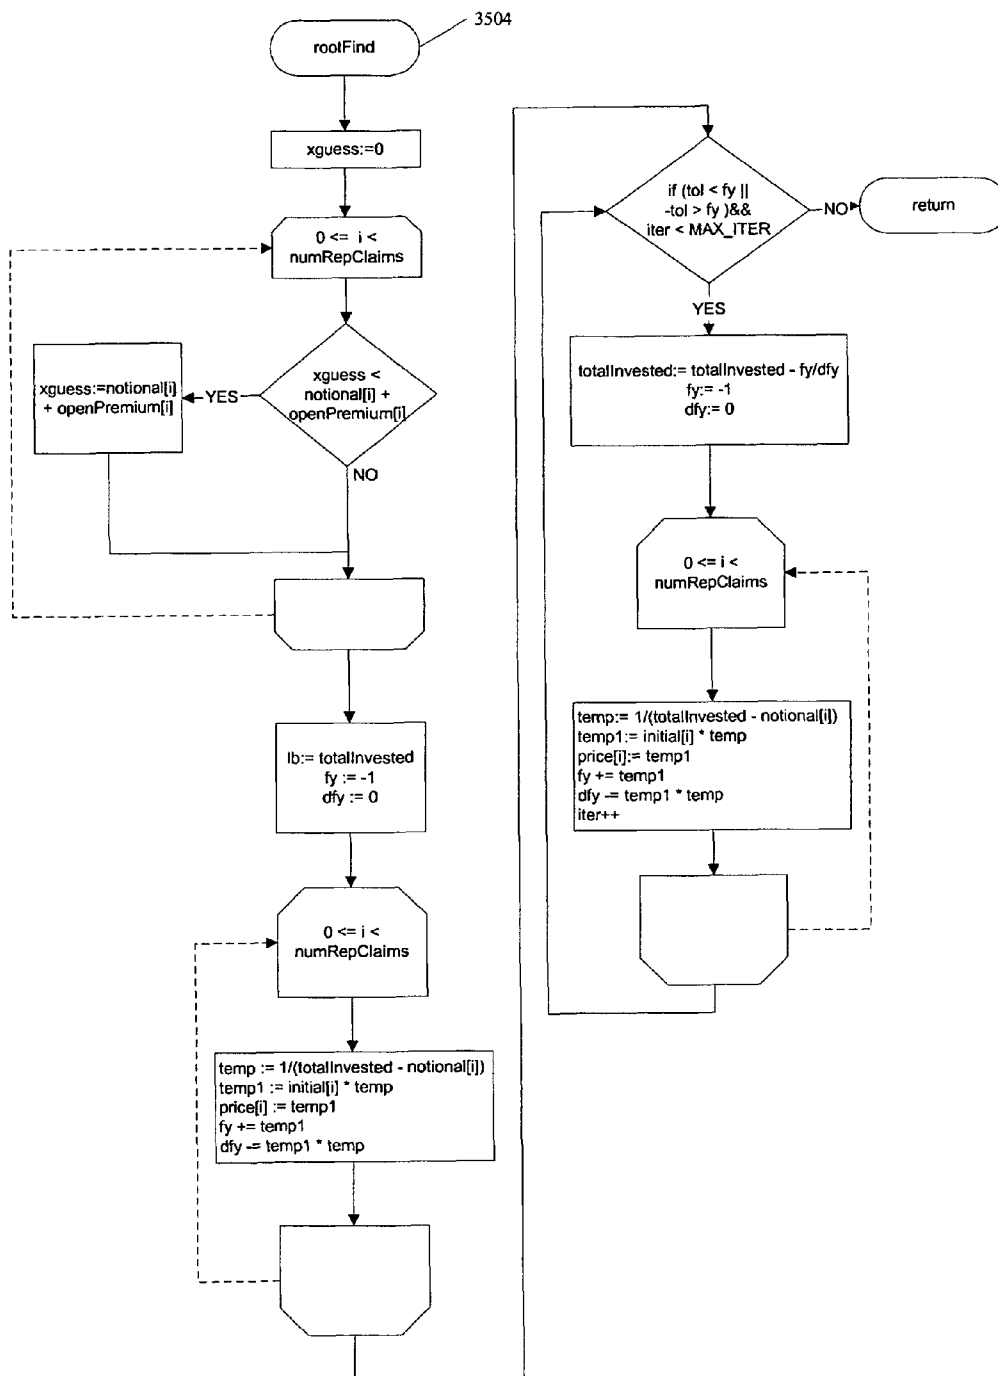 rootFind
3504
xguess:=0
0 <= i <
numRepClaims
xguess <
notional[i] +
openPremium[i]
YES
xguess:=notional[i]
+ openPremium[i]
NO
lb:= totalInvested
fy := -1
dfy := 0
0 <= i <
numRepClaims
temp := 1/(totalInvested - notional[i])
temp1 := initial[i] * temp
price[i] := temp1
fy += temp1
dfy -= temp1 * temp
if (tol < fy ||
-tol > fy )&&
iter < MAX_ITER
NO
return
YES
totalInvested:= totalInvested - fy/dfy
fy:= -1
dfy:= 0
0 <= i <
numRepClaims
temp:= 1/(totalInvested - notional[i])
temp1:= initial[i] * temp
price[i]:= temp1
fy += temp1
dfy -= temp1 * temp
iter++